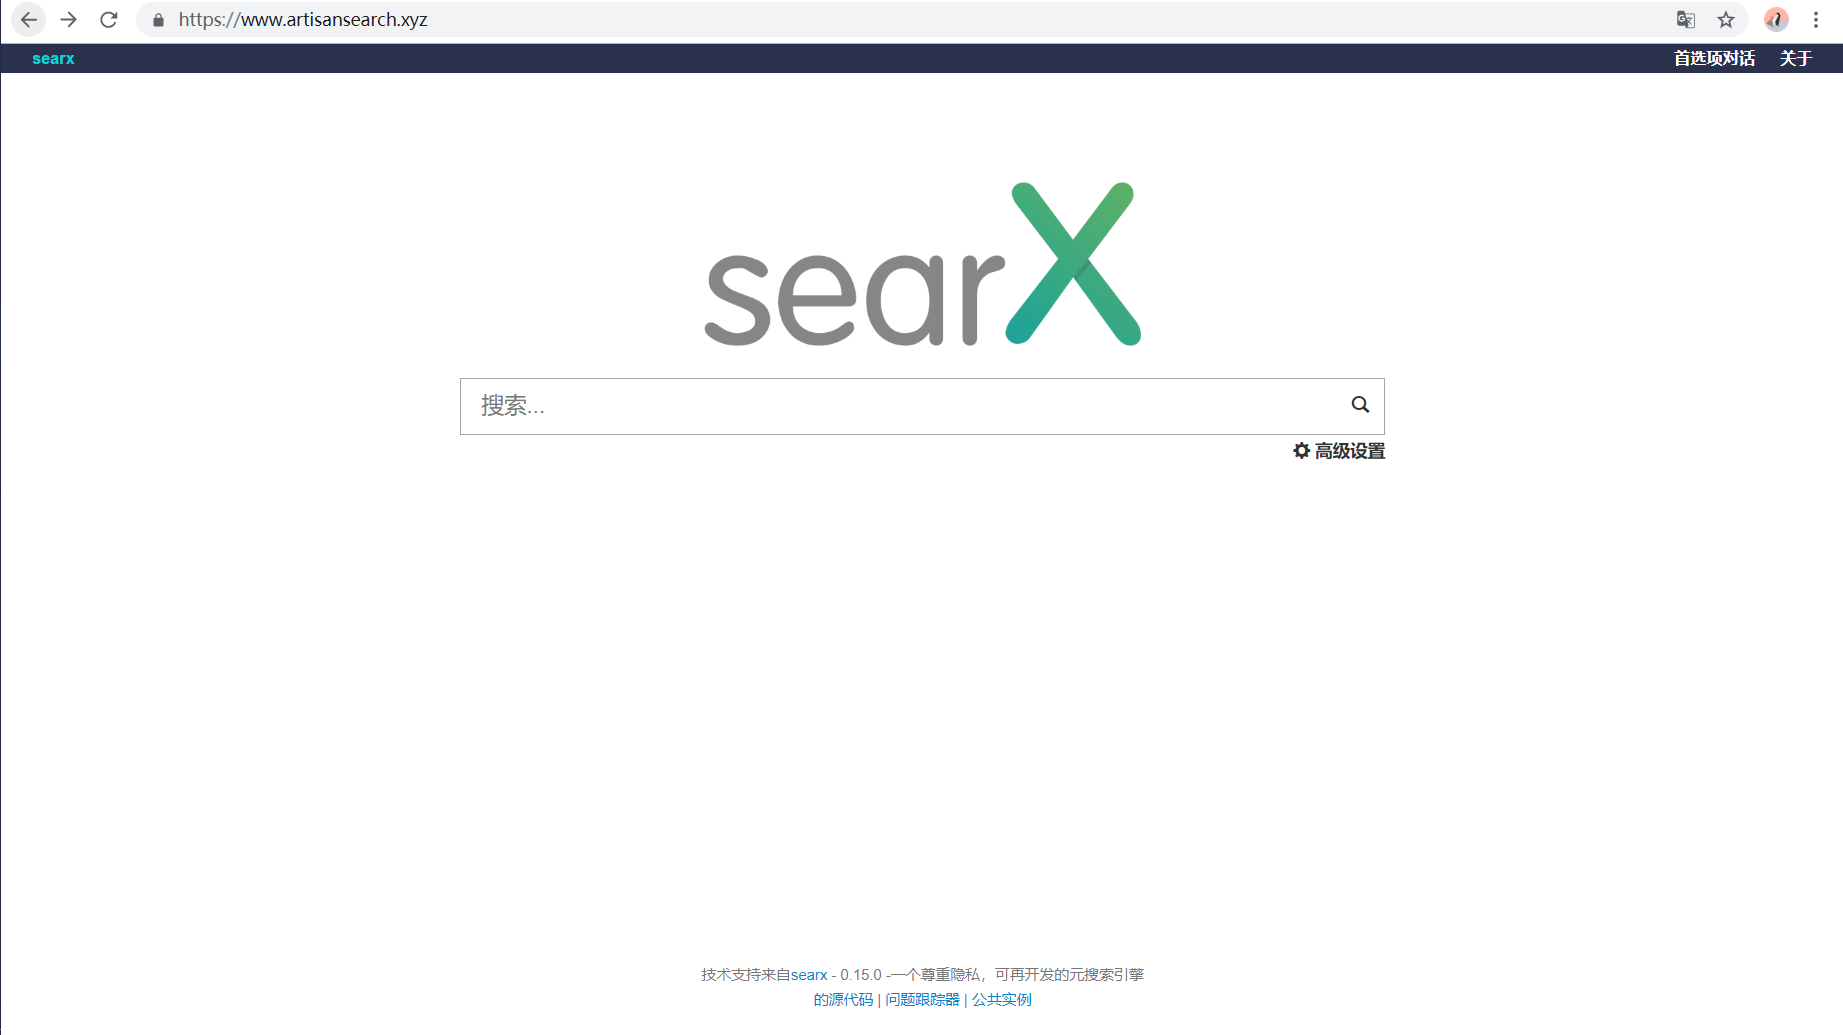 https://www.artisansearch.xyz
searx 首选项对话 关于
searX
搜索...
高级设置
技术支持来自searx - 0.15.0 -一个尊重隐私，可再开发的元搜索引擎
的源代码 | 问题跟踪器 | 公共实例